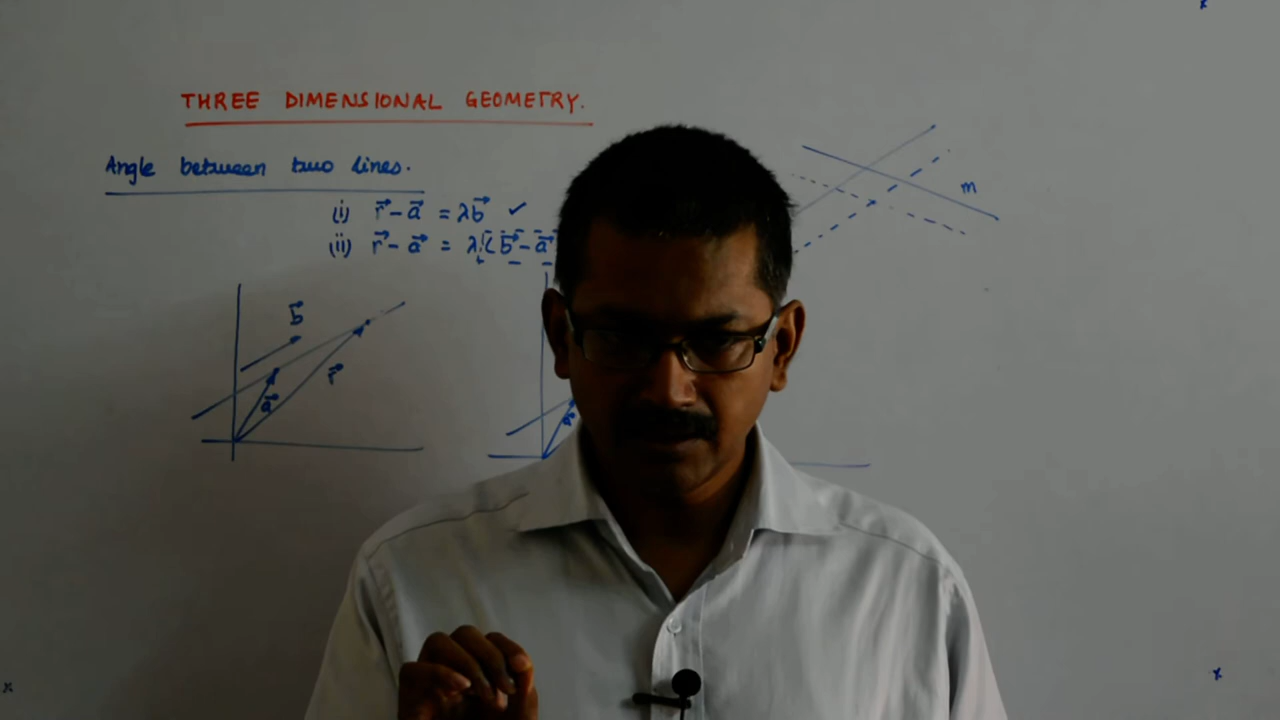 THREE DIMENSIONAL GEOMETRY.
Angle between two lines.
(i) r⃗ - a⃗ = λb⃗ ✓
(ii) r⃗ - a⃗ = λ(b⃗ - a⃗
m
b⃗
r⃗
a⃗